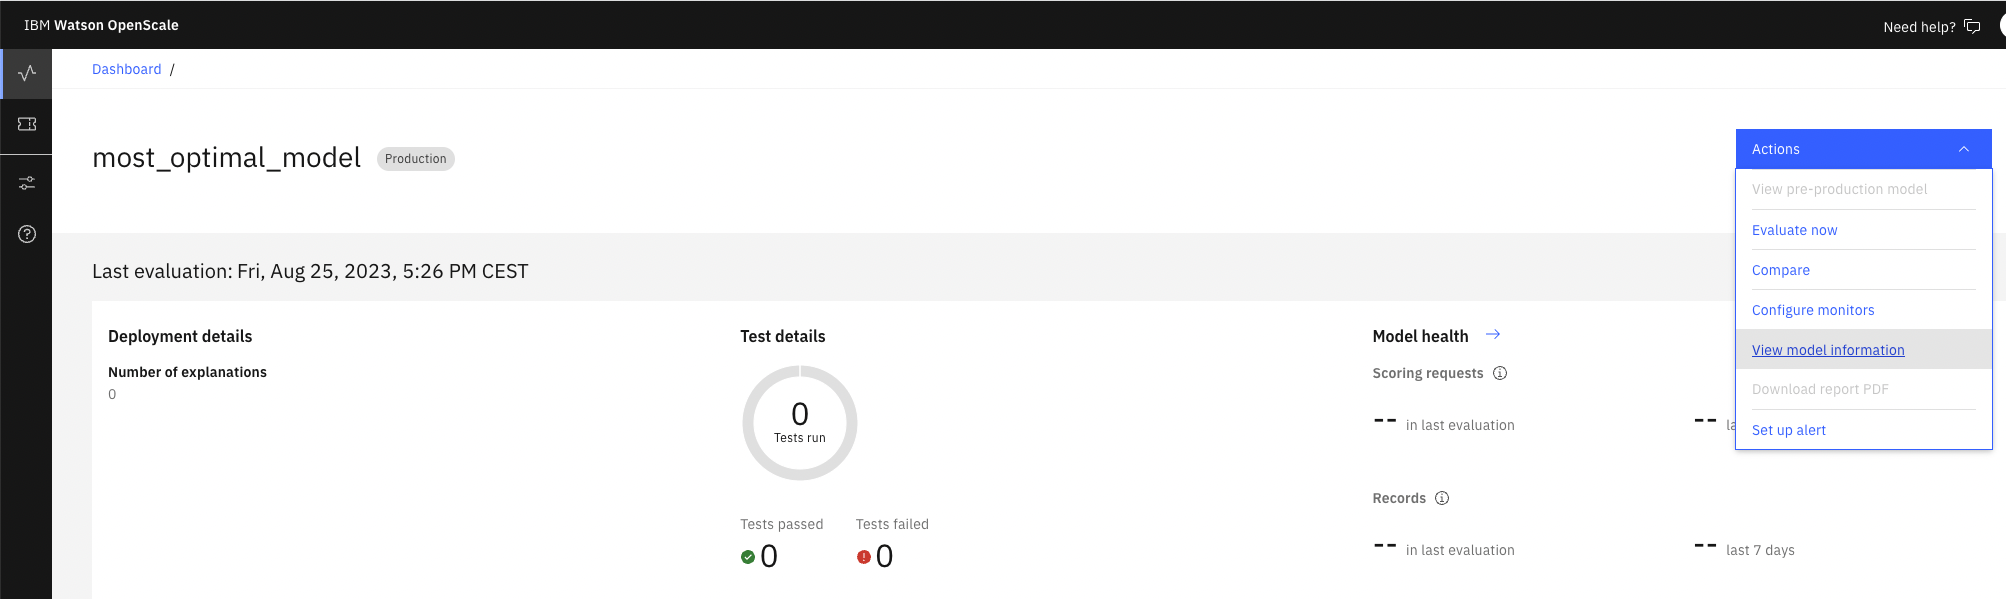 IBM Watson OpenScale
Need help?
Dashboard /
most_optimal_model Production
Actions
View pre-production model
Evaluate now
Compare
Configure monitors
View model information
Download report PDF
Set up alert
Last evaluation: Fri, Aug 25, 2023, 5:26 PM CEST
Deployment details
Number of explanations
0
Test details
0
Tests run
Tests passed
0
Tests failed
0
Model health
Scoring requests
-- in last evaluation
-- la
Records
-- in last evaluation
-- last 7 days